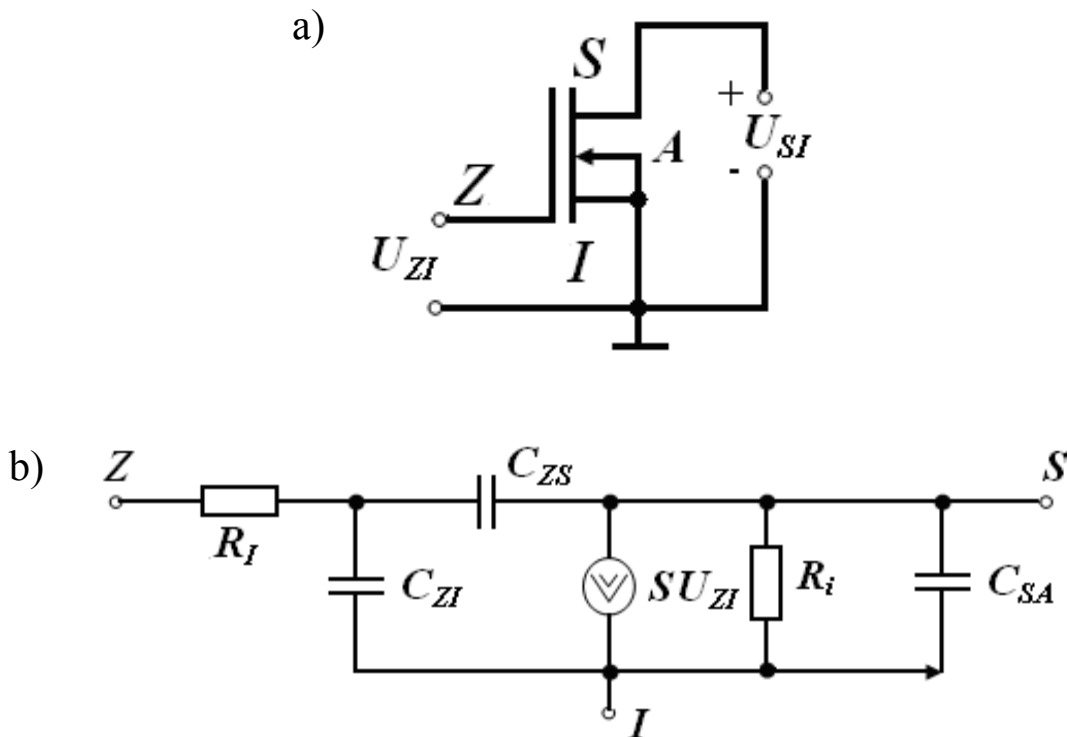 a)
S
+
U_SI
A
-
Z
U_ZI
I
b)
Z
C_ZS
S
R_I
C_ZI
SU_ZI
R_i
C_SA
I